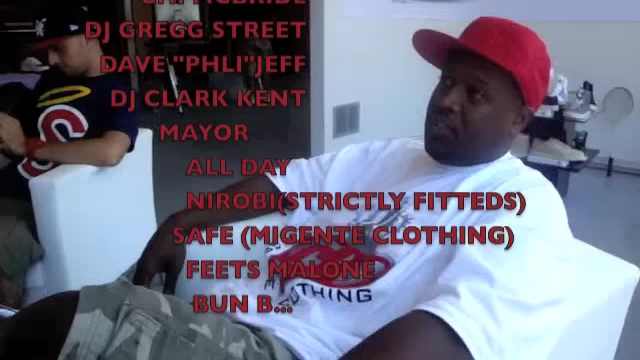 DJ GREGG STREET
DAVE "PHLI"JEFF
DJ CLARK KENT
MAYOR
ALL DAY
NIROBI(STRICTLY FITTEDS)
SAFE (MIGENTE CLOTHING)
FEETS MALONE
BUN B...